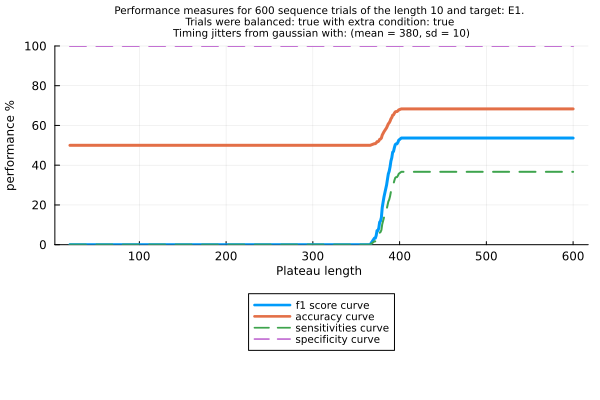 Performance measures for 600 sequence trials of the length 10 and target: E1.
Trials were balanced: true with extra condition: true
Timing jitters from gaussian with: (mean = 380, sd = 10)
100
80
60
40
20
0
performance %
100 200 300 400 500 600
Plateau length
f1 score curve
accuracy curve
sensitivities curve
specificity curve